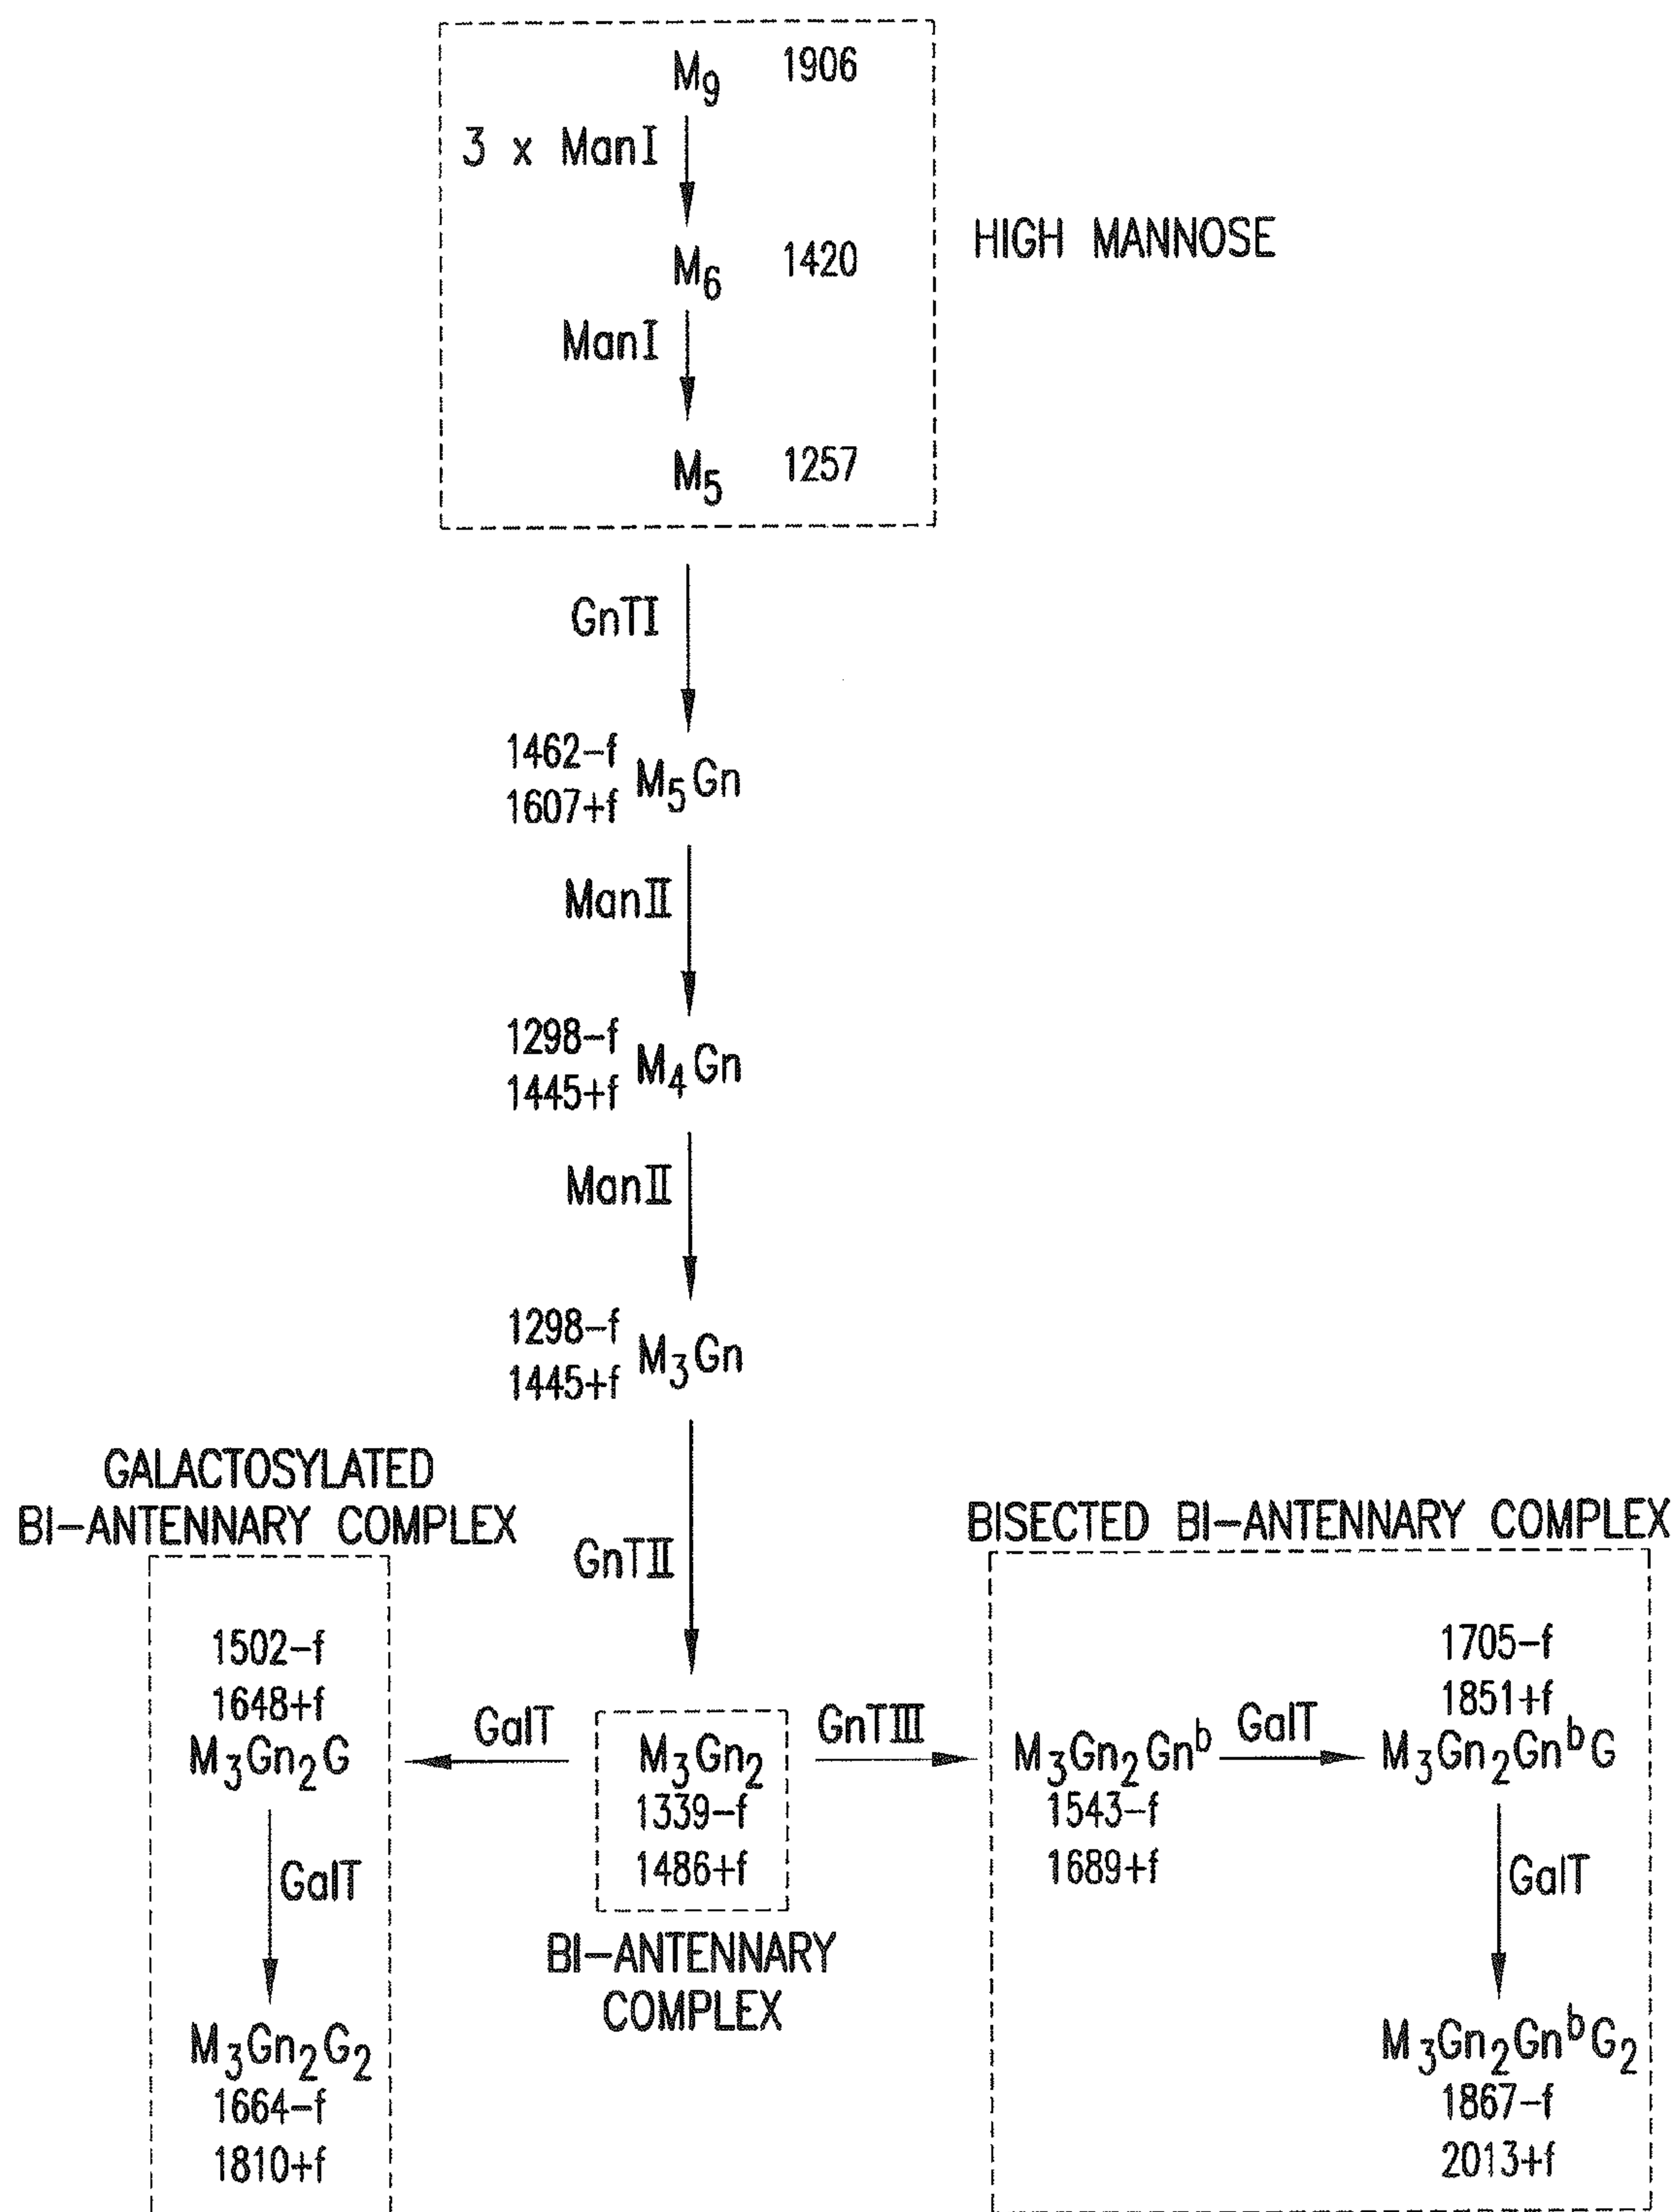 M9 1906
3 x ManI
M6 1420
HIGH MANNOSE
ManI
M5 1257
GnTI
1462-f
1607+f
M5Gn
ManII
1298-f
1445+f
M4Gn
ManII
1298-f
1445+f
M3Gn
GALACTOSYLATED
BI-ANTENNARY COMPLEX
GnTII
BISECTED BI-ANTENNARY COMPLEX
1502-f
1648+f
M3Gn2G
GalT
M3Gn2
1339-f
1486+f
GnTIII
M3Gn2Gnb
1543-f
1689+f
GalT
1705-f
1851+f
M3Gn2GnbG
GalT
GalT
BI-ANTENNARY
COMPLEX
M3Gn2G2
1664-f
1810+f
M3Gn2GnbG2
1867-f
2013+f